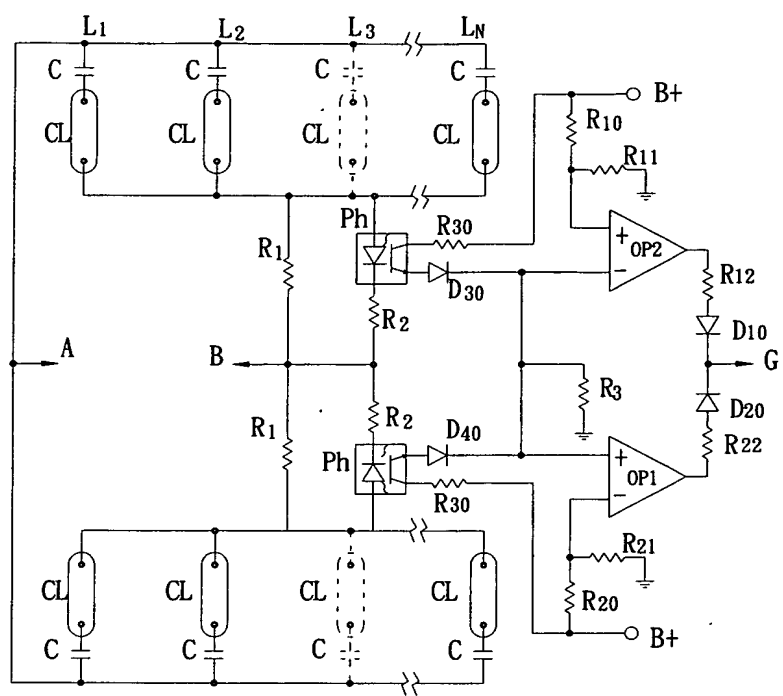 L1 L2 L3 LN
C C C C
CL CL CL CL
B+
R10
R11
Ph
R30
R1
D30
OP2
+
−
R12
R2
D10
A
B
G
R3
D20
R1
R2
D40
R22
Ph
R30
OP1
+
−
R21
R20
B+
CL CL CL CL
C C C C